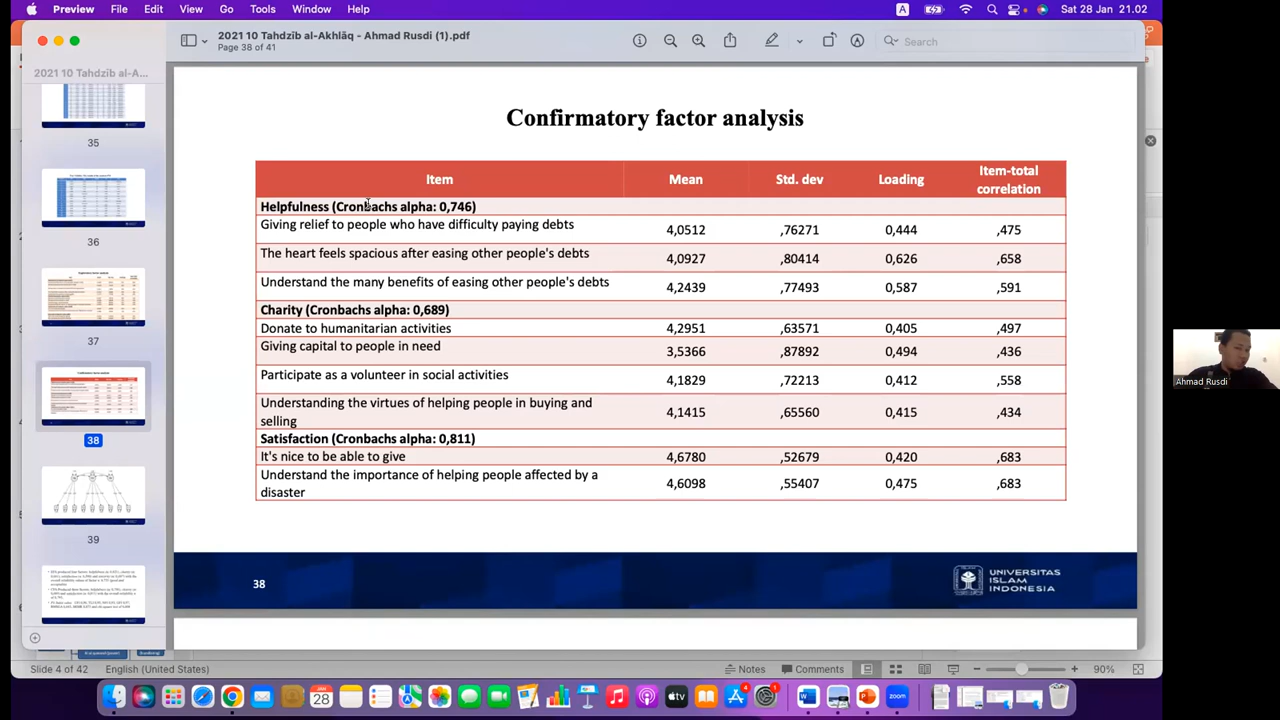 Preview File Edit View Go Tools Window Help A Sat 28 Jan 21.02
2021 10 Tahdzīb al-Akhlāq - Ahmad Rusdi (1).pdf
Page 38 of 41
Search
2021 10 Tahdzīb al-A...
35
36
37
38
39
Confirmatory factor analysis
Item Mean Std. dev Loading Item-total
correlation
Helpfulness (Cronbachs alpha: 0,746)
Giving relief to people who have difficulty paying debts 4,0512 ,76271 0,444 ,475
The heart feels spacious after easing other people's debts 4,0927 ,80414 0,626 ,658
Understand the many benefits of easing other people's debts 4,2439 ,77493 0,587 ,591
Charity (Cronbachs alpha: 0,689)
Donate to humanitarian activities 4,2951 ,63571 0,405 ,497
Giving capital to people in need 3,5366 ,87892 0,494 ,436
Participate as a volunteer in social activities 4,1829 ,72213 0,412 ,558
Understanding the virtues of helping people in buying and
selling 4,1415 ,65560 0,415 ,434
Satisfaction (Cronbachs alpha: 0,811)
It's nice to be able to give 4,6780 ,52679 0,420 ,683
Understand the importance of helping people affected by a
disaster 4,6098 ,55407 0,475 ,683
38
UNIVERSITAS
ISLAM
INDONESIA
Ahmad Rusdi
Slide 4 of 42 English (United States) Notes Comments 90%